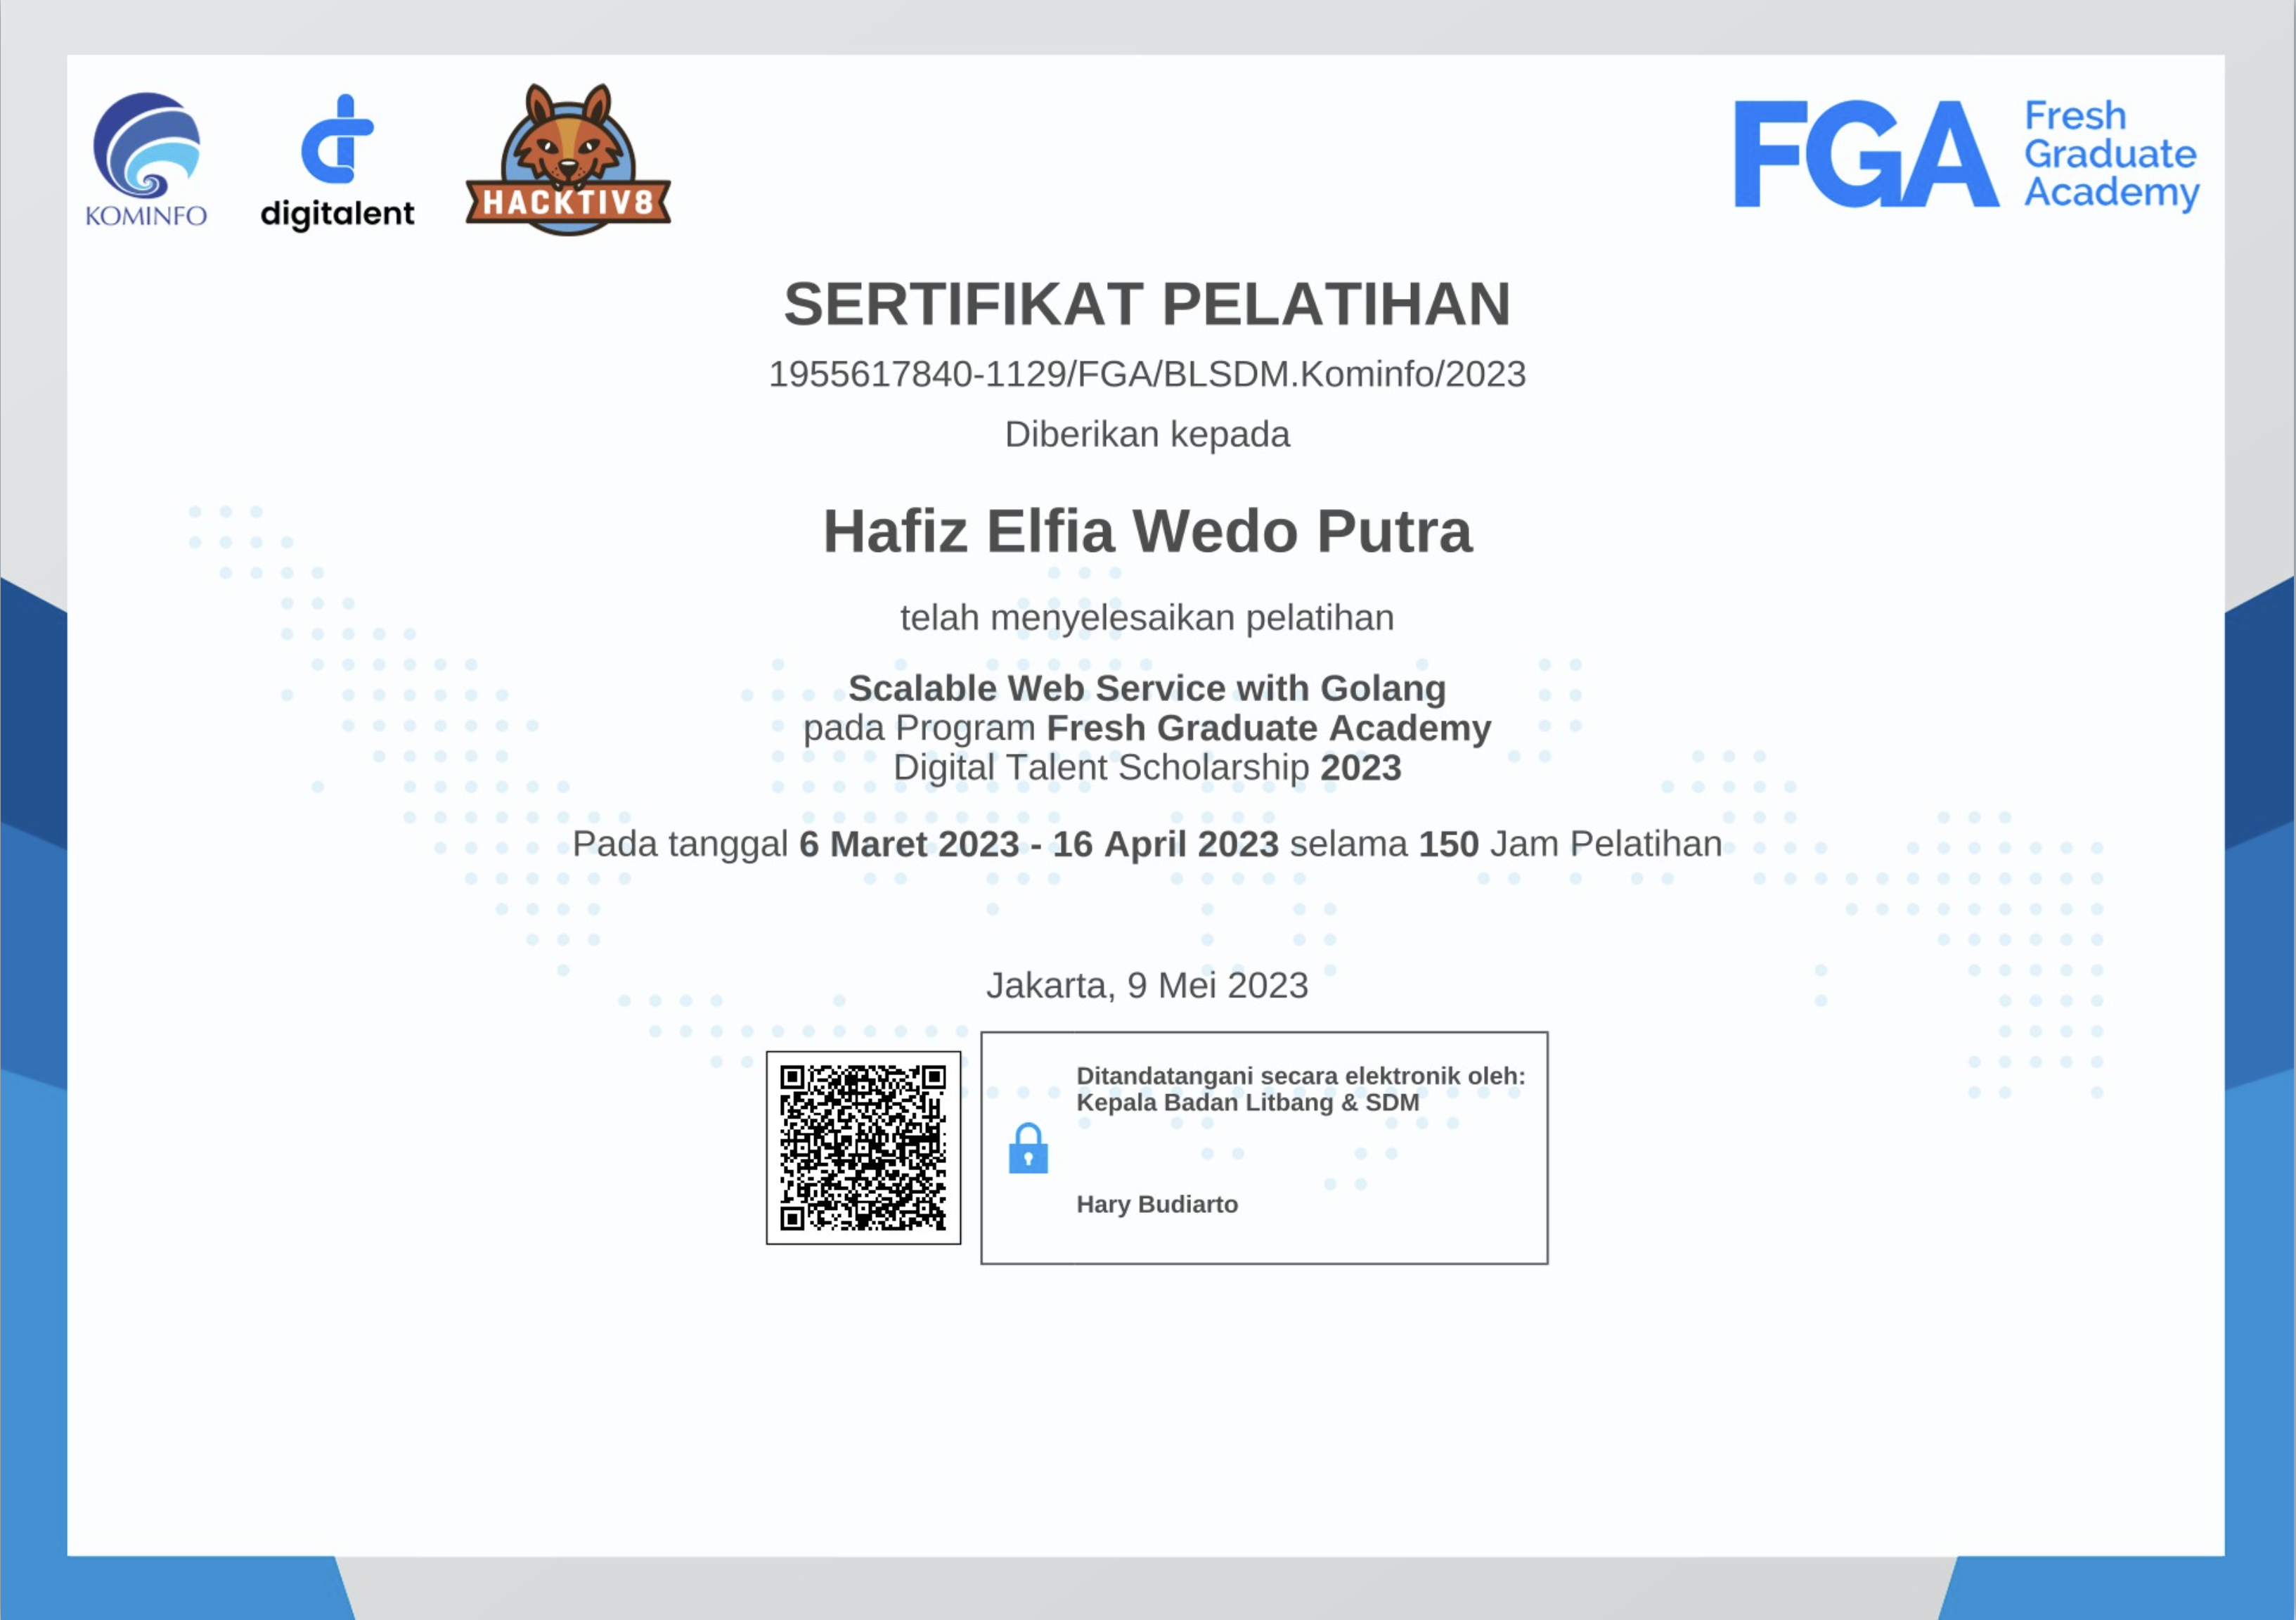 KOMINFO
digitalent
HACKTIV8
FGA
Fresh
Graduate
Academy
SERTIFIKAT PELATIHAN
1955617840-1129/FGA/BLSDM.Kominfo/2023
Diberikan kepada
Hafiz Elfia Wedo Putra
telah menyelesaikan pelatihan
Scalable Web Service with Golang
pada Program Fresh Graduate Academy
Digital Talent Scholarship 2023
Pada tanggal 6 Maret 2023 - 16 April 2023 selama 150 Jam Pelatihan
Jakarta, 9 Mei 2023
Ditandatangani secara elektronik oleh:
Kepala Badan Litbang & SDM
Hary Budiarto